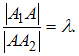 |A₁A| / |AA₂| = λ.